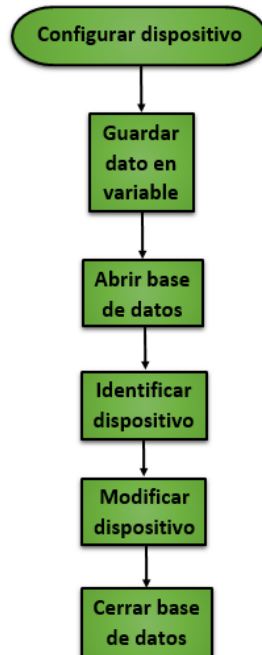 Configurar dispositivo
Guardar
dato en
variable
Abrir base
de datos
Identificar
dispositivo
Modificar
dispositivo
Cerrar base
de datos